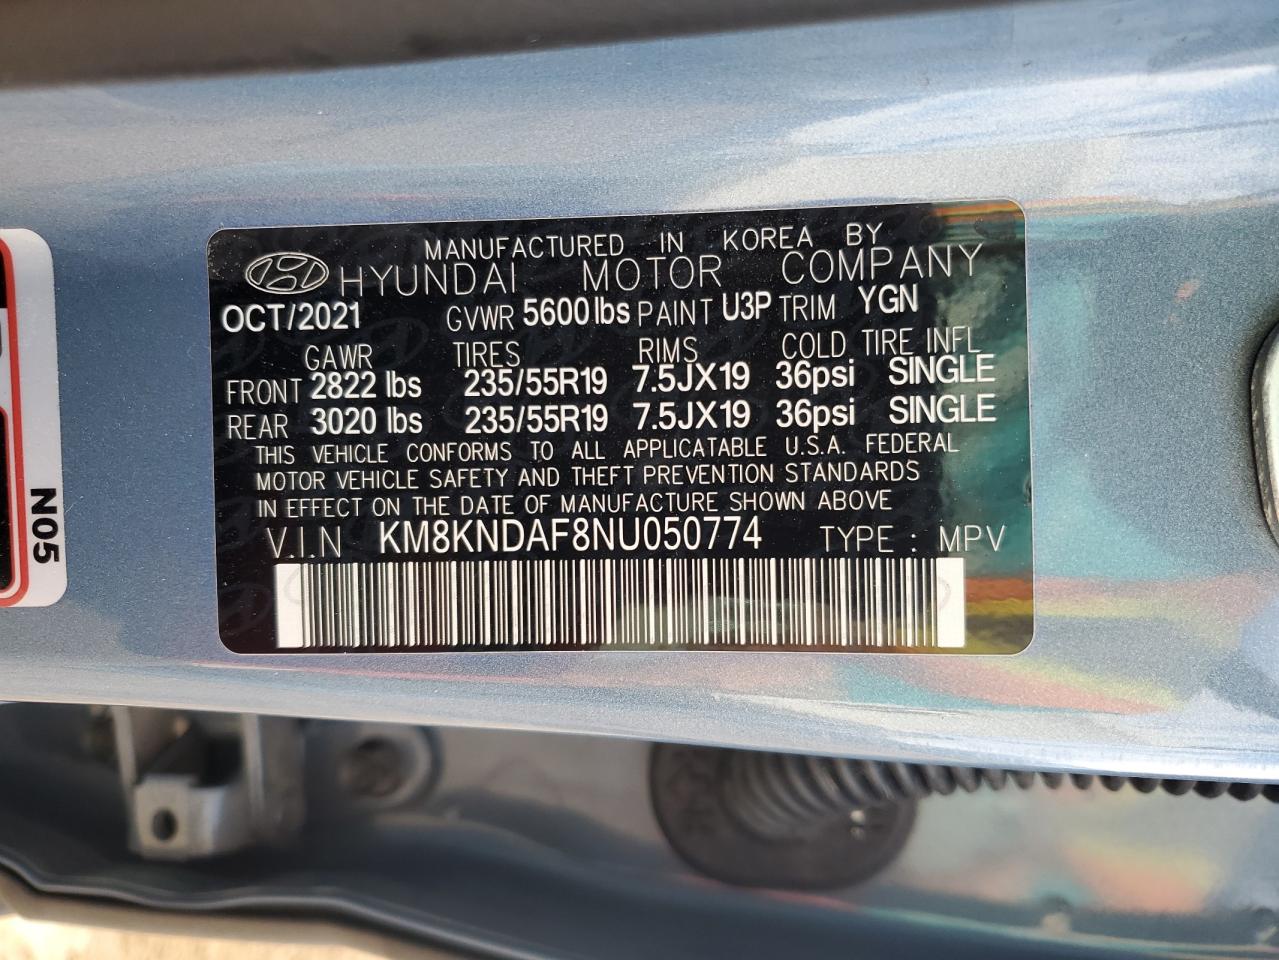 MANUFACTURED IN KOREA BY
HYUNDAI MOTOR COMPANY
OCT/2021 GVWR 5600 lbs PAINT U3P TRIM YGN
GAWR TIRES RIMS COLD TIRE INFL
FRONT 2822 lbs 235/55R19 7.5JX19 36psi SINGLE
REAR 3020 lbs 235/55R19 7.5JX19 36psi SINGLE
THIS VEHICLE CONFORMS TO ALL APPLICATABLE U.S.A. FEDERAL
MOTOR VEHICLE SAFETY AND THEFT PREVENTION STANDARDS
IN EFFECT ON THE DATE OF MANUFACTURE SHOWN ABOVE
V.I.N KM8KNDAF8NU050774 TYPE : MPV
N05